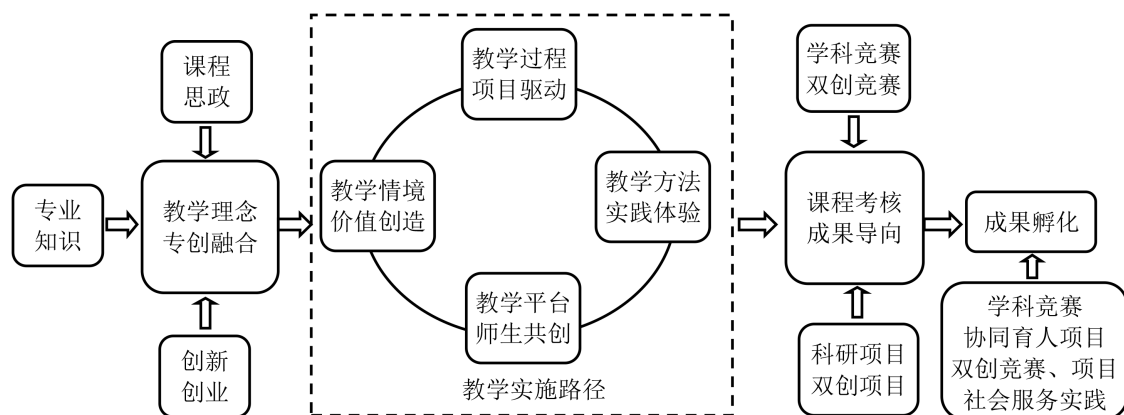 专业
知识
课程
思政
教学理念
专创融合
创新
创业
教学过程
项目驱动
教学情境
价值创造
教学方法
实践体验
教学平台
师生共创
教学实施路径
学科竞赛
双创竞赛
课程考核
成果导向
科研项目
双创项目
成果孵化
学科竞赛
协同育人项目
双创竞赛、项目
社会服务实践